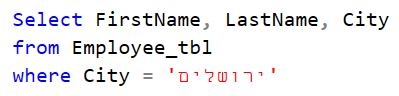 Select FirstName, LastName, City
from Employee_tbl
where City = 'ירושלים'